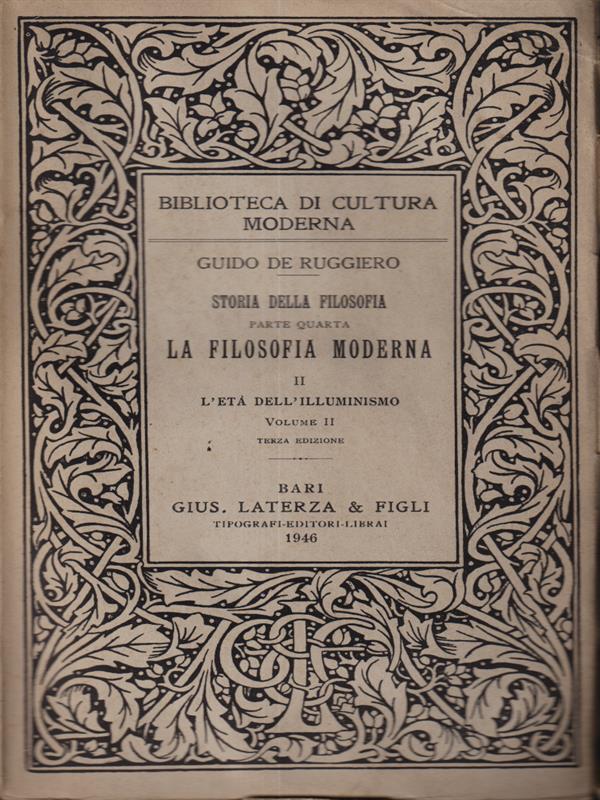 BIBLIOTECA DI CULTURA
MODERNA
GUIDO DE RUGGIERO
STORIA DELLA FILOSOFIA
PARTE QUARTA
LA FILOSOFIA MODERNA
II
L'ETÀ DELL'ILLUMINISMO
VOLUME II
TERZA EDIZIONE
BARI
GIUS. LATERZA & FIGLI
TIPOGRAFI-EDITORI-LIBRAI
1946